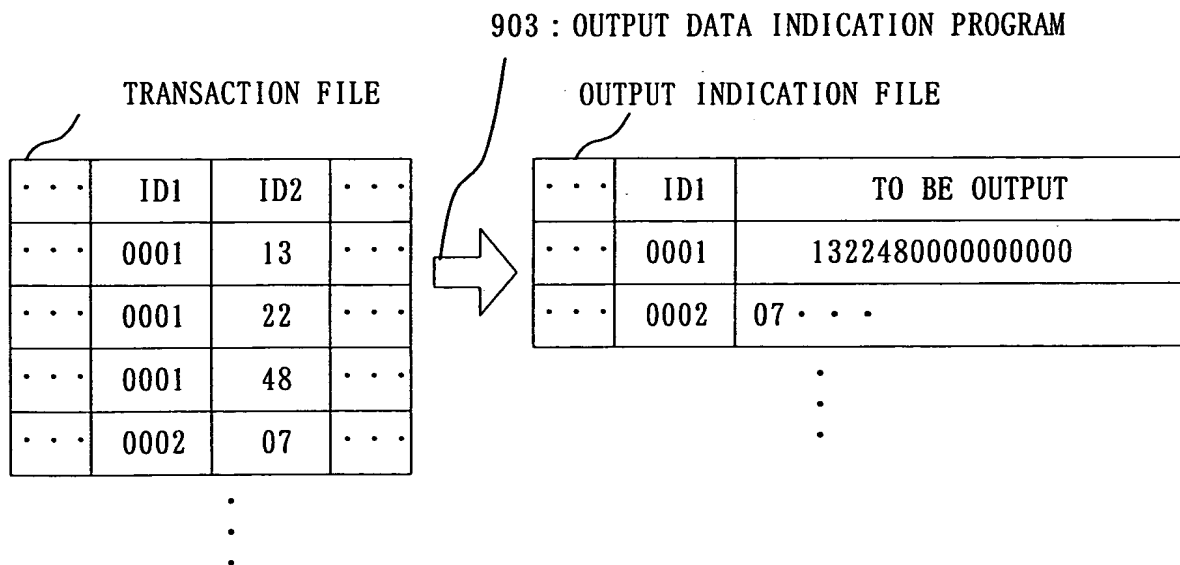 903 : OUTPUT DATA INDICATION PROGRAM
TRANSACTION FILE
OUTPUT INDICATION FILE
··· ID1 ID2 ···
··· 0001 13 ···
··· 0001 22 ···
··· 0001 48 ···
··· 0002 07 ···
··· ID1 TO BE OUTPUT
··· 0001 1322480000000000
··· 0002 07 ···